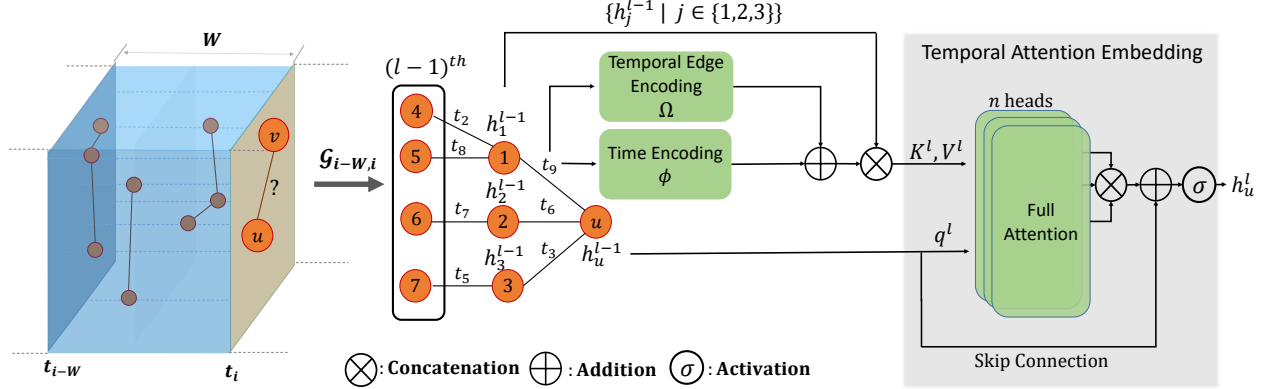 W
v
?
u
t_{i-W}
t_i
𝒢_{i-W,i}
(l − 1)^{th}
4
5
6
7
t_2
t_8
t_7
t_5
h_1^{l-1}
1
h_2^{l-1}
2
h_3^{l-1}
3
t_9
t_6
t_3
u
h_u^{l-1}
{h_j^{l-1} | j ∈ {1,2,3}}
Temporal Edge
Encoding
Ω
Time Encoding
ϕ
K^l, V^l
q^l
Temporal Attention Embedding
n heads
Full
Attention
σ
h_u^l
Skip Connection
: Concatenation
: Addition
σ
: Activation